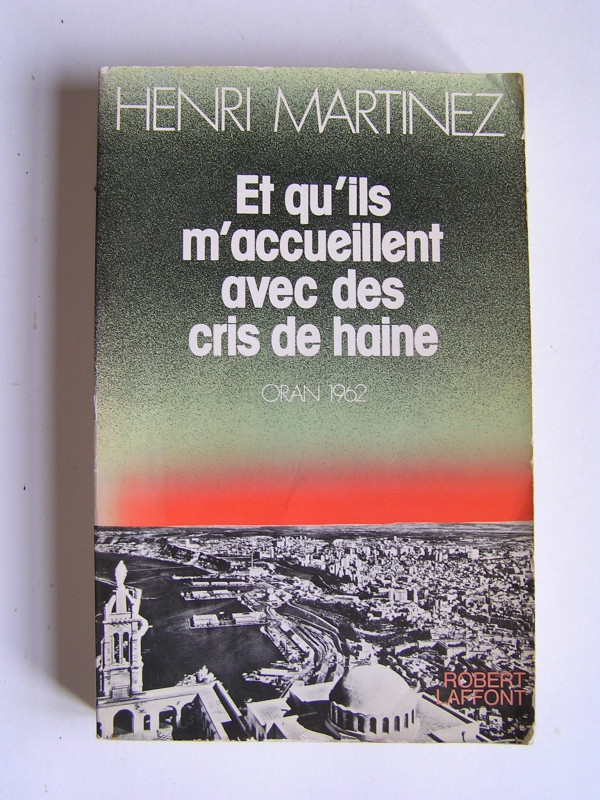 HENRI MARTINEZ
Et qu'ils
m'accueillent
avec des
cris de haine
ORAN 1962
ROBERT
LAFFONT